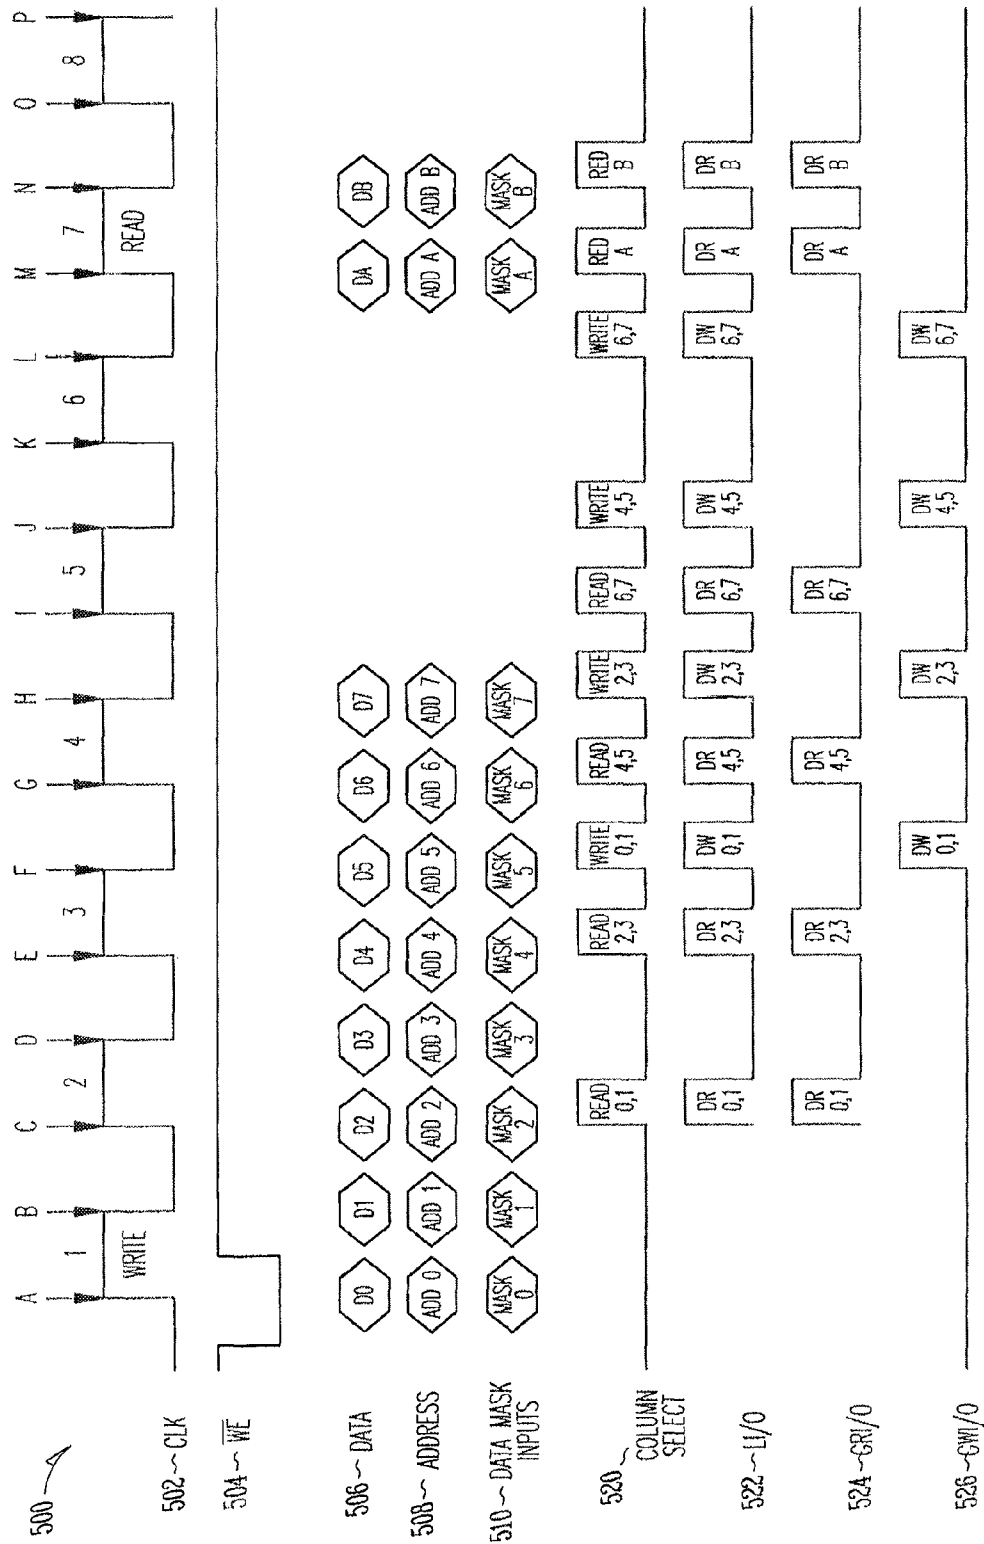 500
A B C D E F G H I J K L M N O P
502~CLK 1 2 3 4 5 6 7 8
WRITE READ
504~WE
506~DATA D0 D1 D2 D3 D4 D5 D6 D7 DA DB
508~ADDRESS ADD 0 ADD 1 ADD 2 ADD 3 ADD 4 ADD 5 ADD 6 ADD 7 ADD A ADD B
510~DATA MASK INPUTS MASK 0 MASK 1 MASK 2 MASK 3 MASK 4 MASK 5 MASK 6 MASK 7 MASK A MASK B
520~COLUMN SELECT READ 0,1 READ 2,3 WRITE 0,1 READ 4,5 WRITE 2,3 READ 6,7 WRITE 4,5 WRITE 6,7 RED A RED B
522~LI/O DR 0,1 DR 2,3 DW 0,1 DR 4,5 DW 2,3 DR 6,7 DW 4,5 DW 6,7 DR A DR B
524~GRI/O DR 0,1 DR 2,3 DR 4,5 DR 6,7 DR A DR B
526~GWI/O DW 0,1 DW 2,3 DW 4,5 DW 6,7